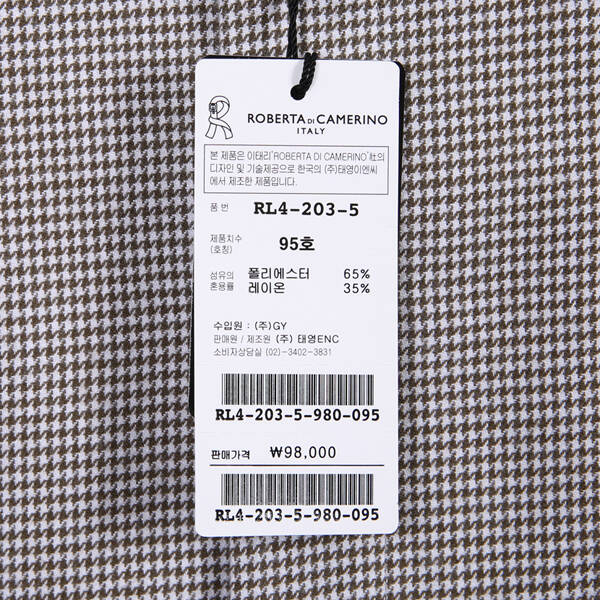 ROBERTA DI CAMERINO
ITALY
본 제품은 이태리"ROBERTA DI CAMERINO"社의
디자인 및 기술제공으로 한국의 (주)태영이엔씨
에서 제조한 제품입니다.
품 번 RL4-203-5
제품치수 95호
(호칭)
섬유의 폴리에스터 65%
혼용률 레이온 35%
수입원 : (주)GY
판매원 / 제조원 (주) 태영ENC
소비자상담실 (02)-3402-3831
RL4-203-5-980-095
판매가격 ₩98,000
RL4-203-5-980-095